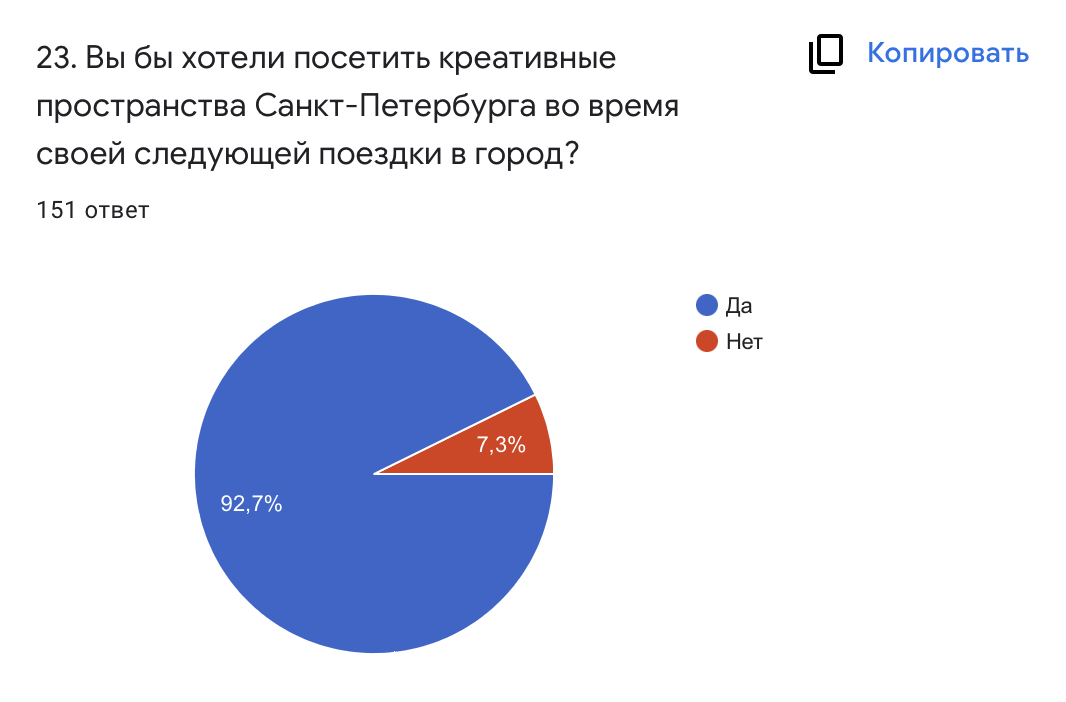 23. Вы бы хотели посетить креативные
пространства Санкт-Петербурга во время
своей следующей поездки в город?
Копировать
151 ответ
Да
Нет
7,3%
92,7%